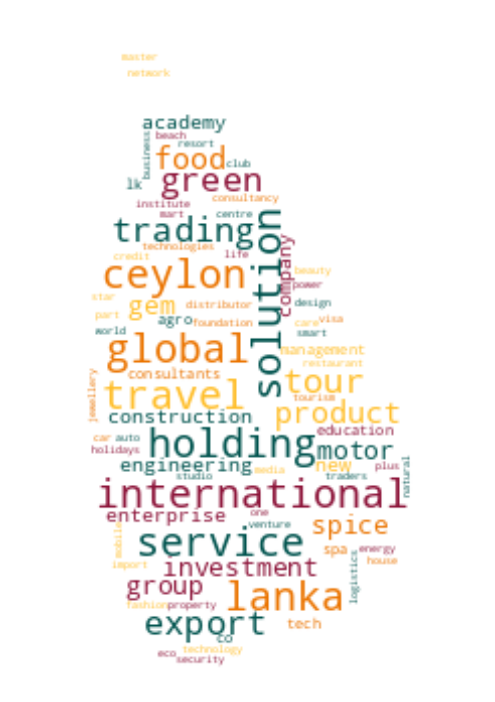 master
network
academy
beach
business
resort
food
club
green
lk
consultancy
institute
mart
centre
solution
trading
company
technologies
life
credit
ceylon
beauty
power
star
gem
distributor
design
part
agro
foundation
care
visa
world
smart
global
management
restaurant
consultants
tour
travel
jewellery
tourism
product
construction
car
auto
holding
education
holidays
motor
engineering
new
plus
media
natural
studio
traders
international
enterprise
one
venture
spice
mobile
service
spa
energy
import
investment
house
logistics
group
lanka
fashion
property
export
tech
co
eco
technology
security